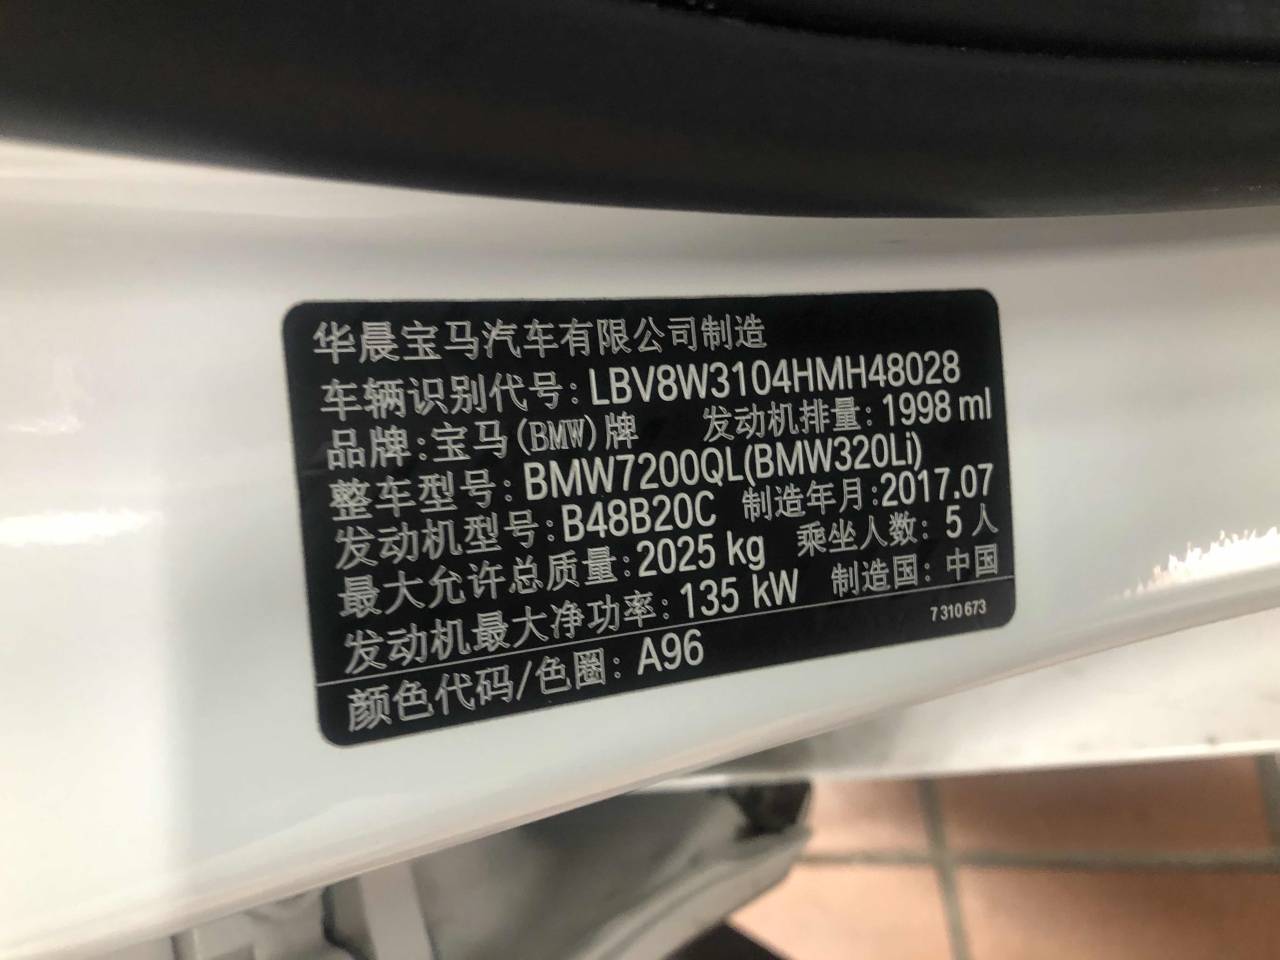 华晨宝马汽车有限公司制造
车辆识别代号: LBV8W3104HMH48028
品牌:宝马(BMW)牌 发动机排量: 1998 ml
整车型号: BMW7200QL(BMW320Li)
发动机型号: B48B20C 制造年月:2017.07
最大允许总质量: 2025 kg 乘坐人数: 5 人
发动机最大净功率: 135 kW 制造国: 中国
颜色代码/色圈: A96 7 310 673